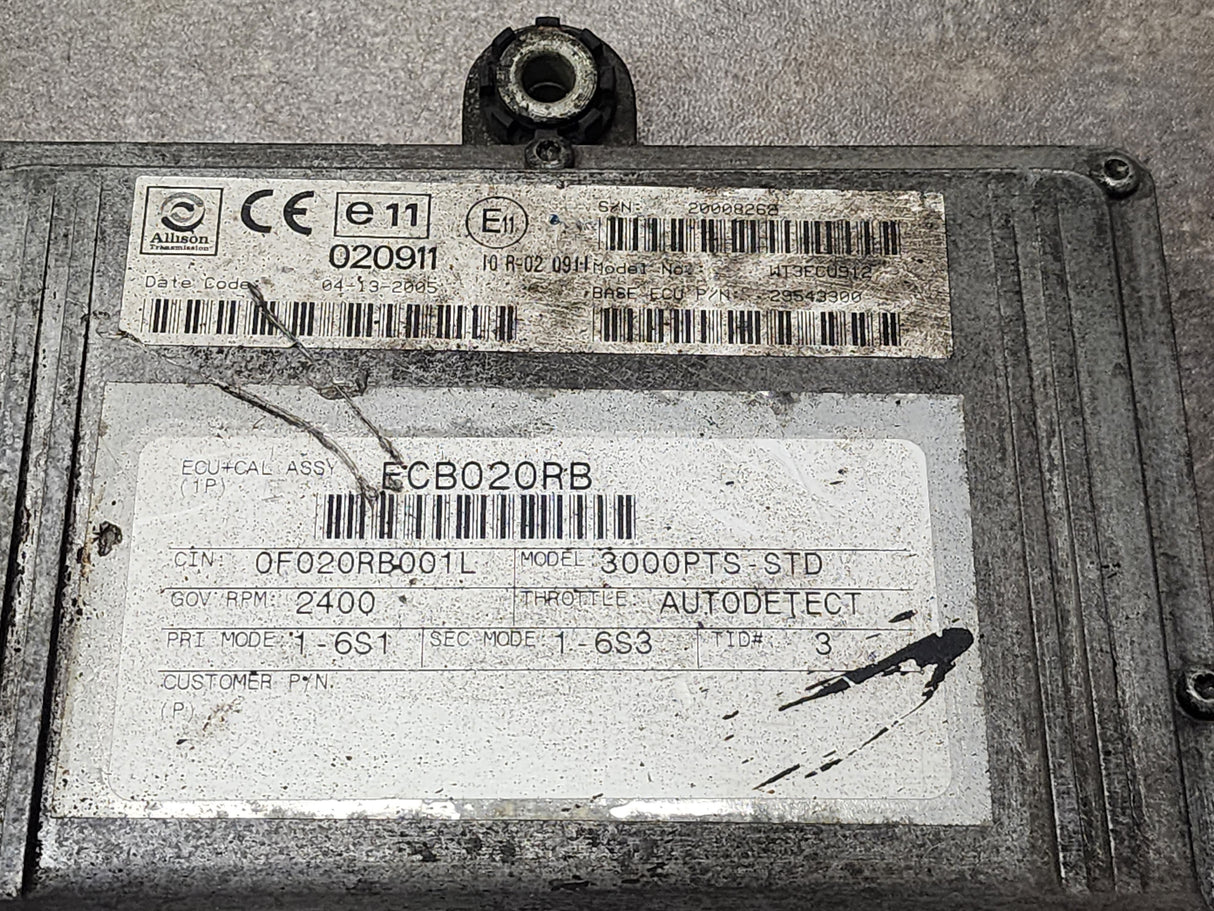 Allison
Transmission
CE
e11
020911
E11
10 R-02 0911
S/N: 20008268
Model No.: WT3ECU912
Date Code: 04-13-2005
BASE ECU P/N: 29543300
ECU+CAL ASSY ECB020RB
(1P)
CIN: 0F020RB001L MODEL: 3000PTS-STD
GOV RPM: 2400 THROTTLE: AUTODETECT
PRI MODE: 1-6S1 SEC MODE: 1-6S3 TID# 3
CUSTOMER P/N.
(P)